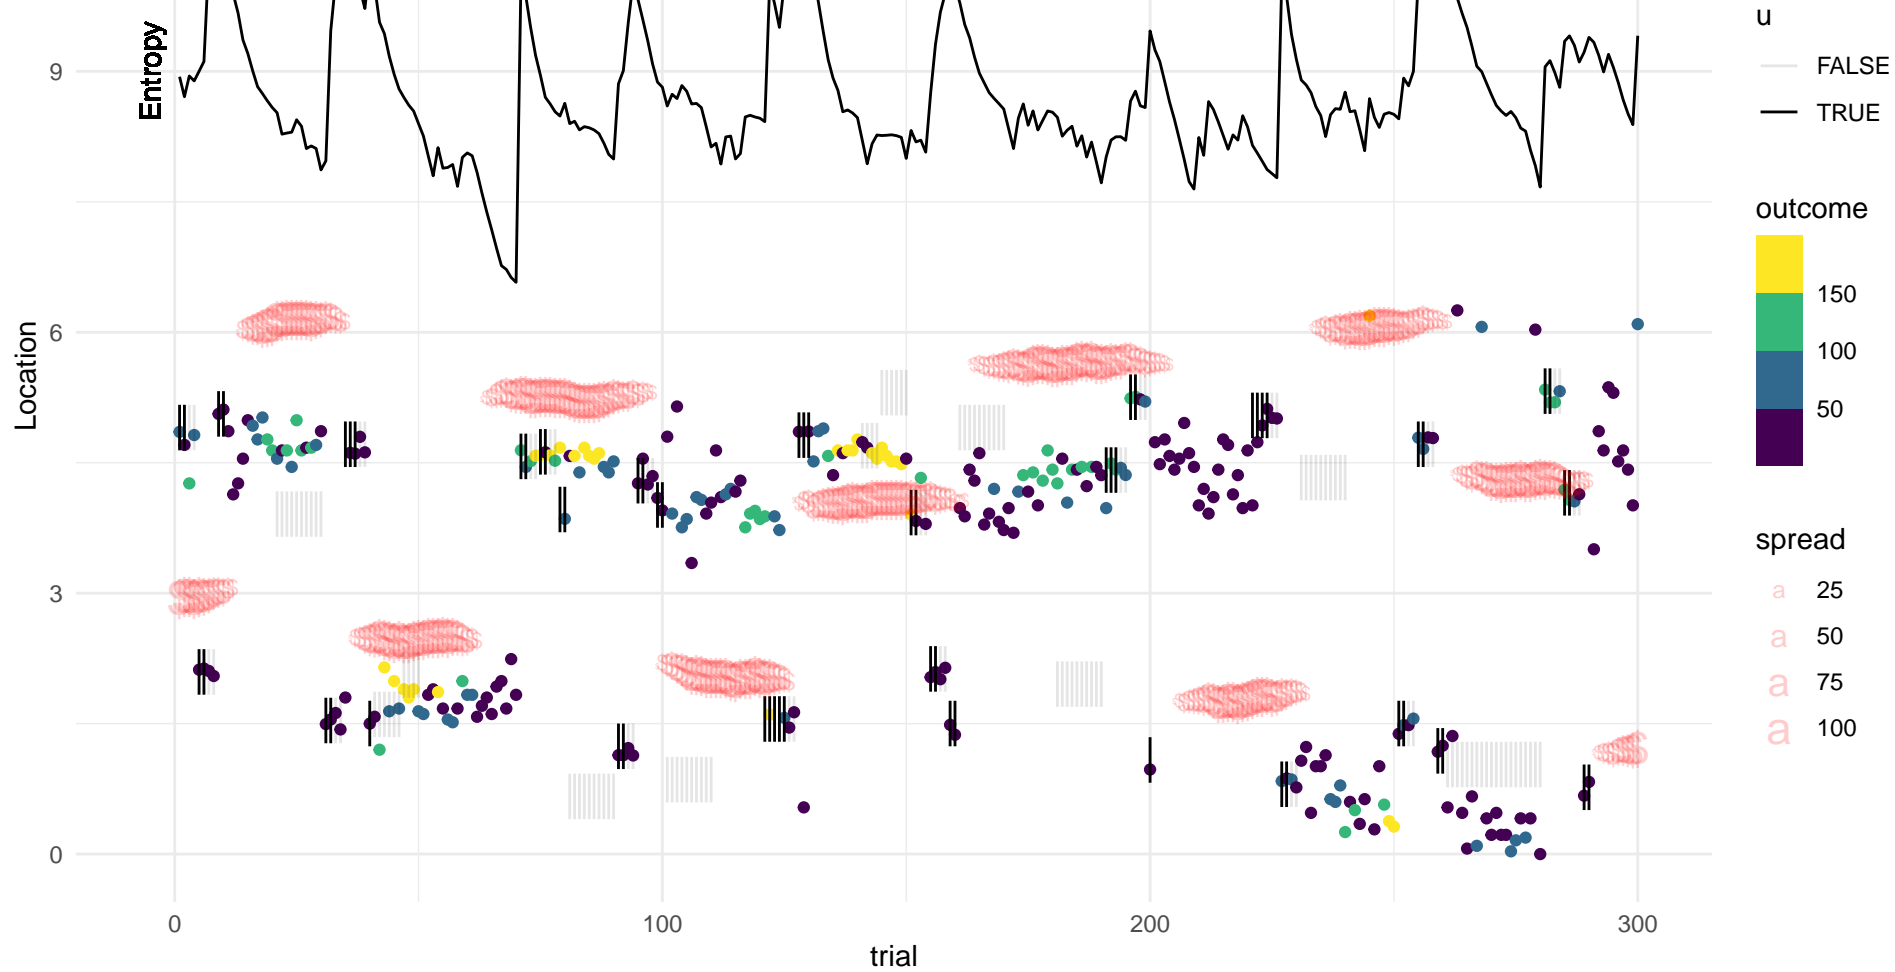 Entropy
Location
9
6
3
0
0
100
200
300
trial
u
FALSE
TRUE
outcome
150
100
50
spread
a 25
a 50
a 75
a 100